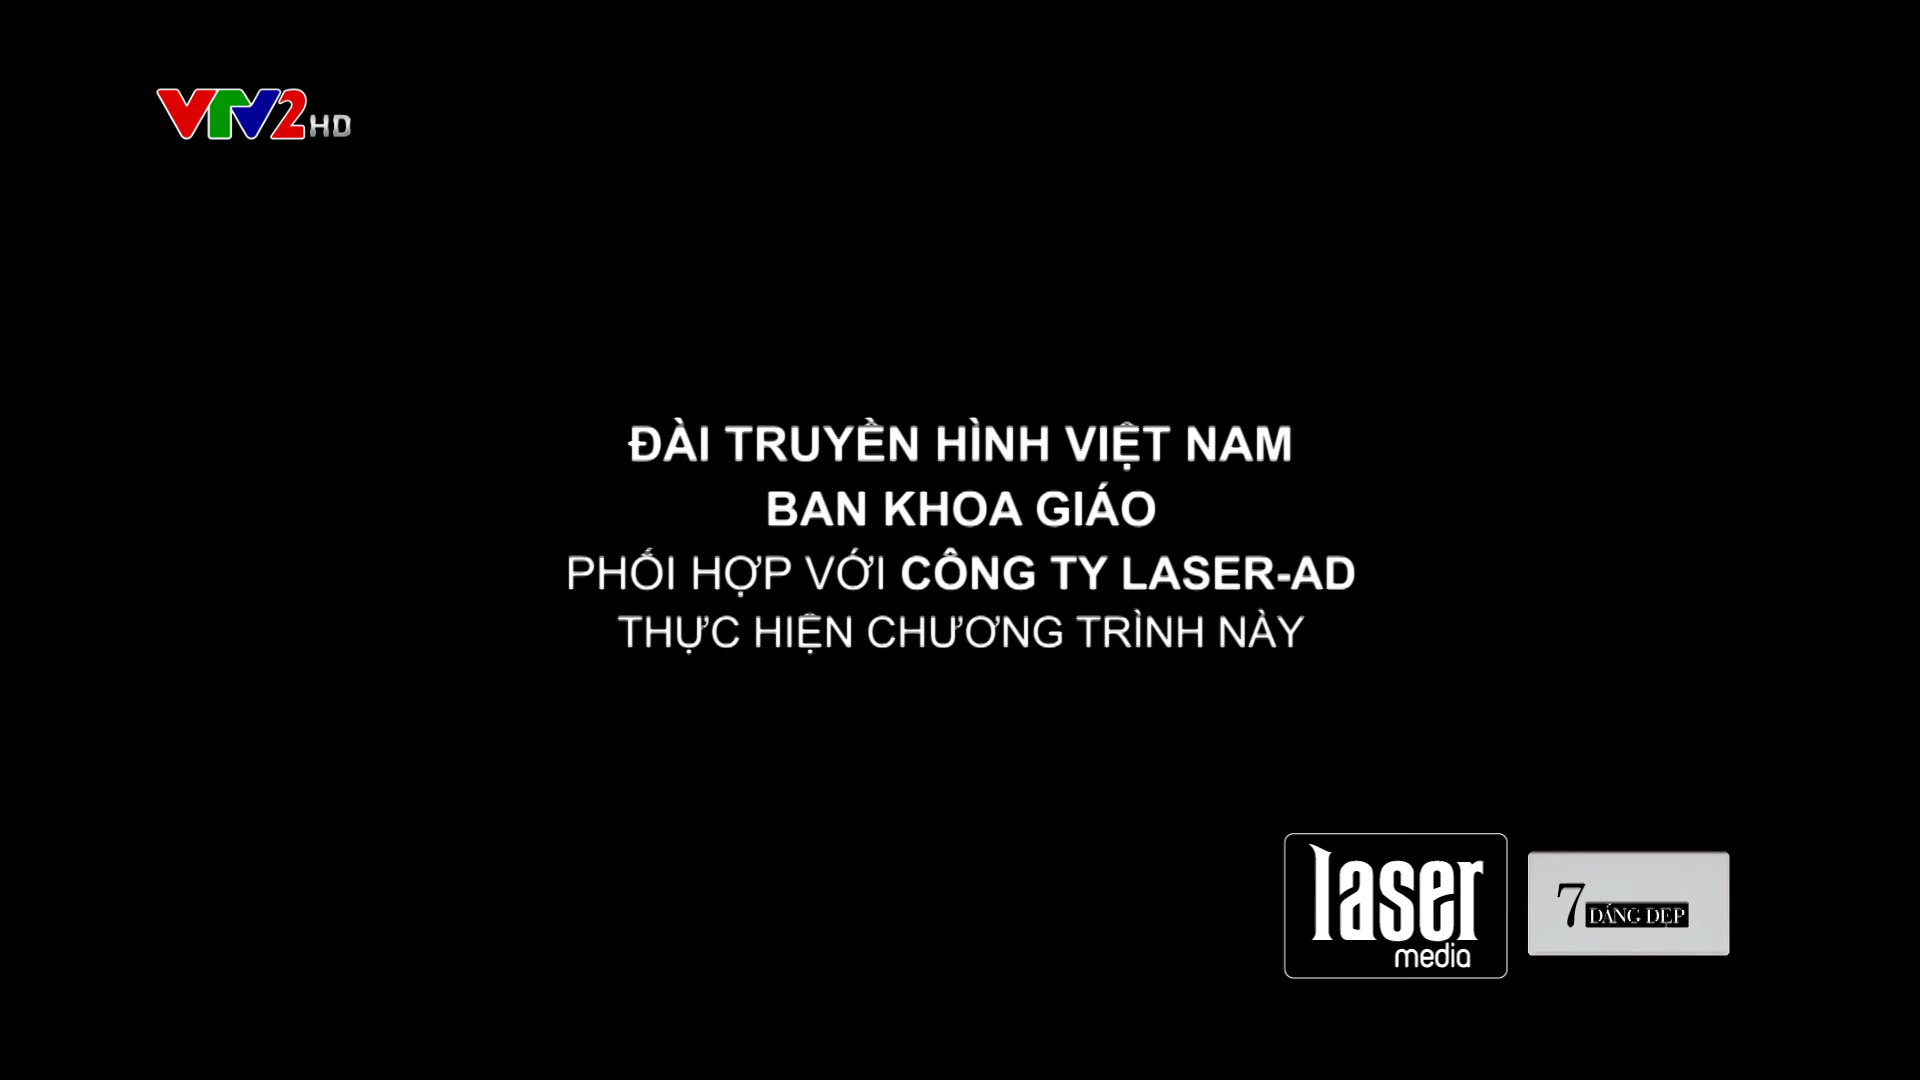 VTV2 HD
ĐÀI TRUYỀN HÌNH VIỆT NAM
BAN KHOA GIÁO
PHỐI HỢP VỚI CÔNG TY LASER-AD
THỰC HIỆN CHƯƠNG TRÌNH NÀY
laser
media
7 DÁNG ĐẸP